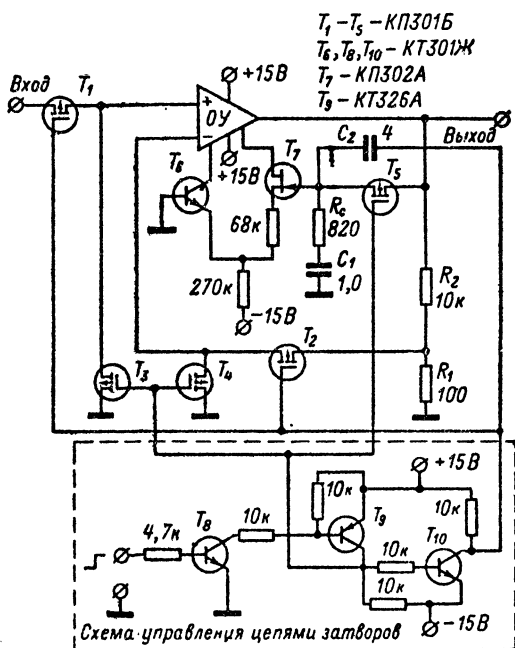 T₁ – T₅ – КП301Б
T₆, T₈, T₁₀ – КТ301Ж
T₇ – КП302А
T₉ – КТ326А
Вход
T₁
+15В
+
ОУ
–
+15В
T₆
T₇
C₂
4
Выход
T₅
68к
Rc
820
C₁
1,0
270к
–15В
R₂
10к
T₂
T₃
T₄
R₁
100
+15В
10к
T₉
10к
4,7к
T₈
10к
T₁₀
10к
10к
–15В
Схема управления цепями затворов